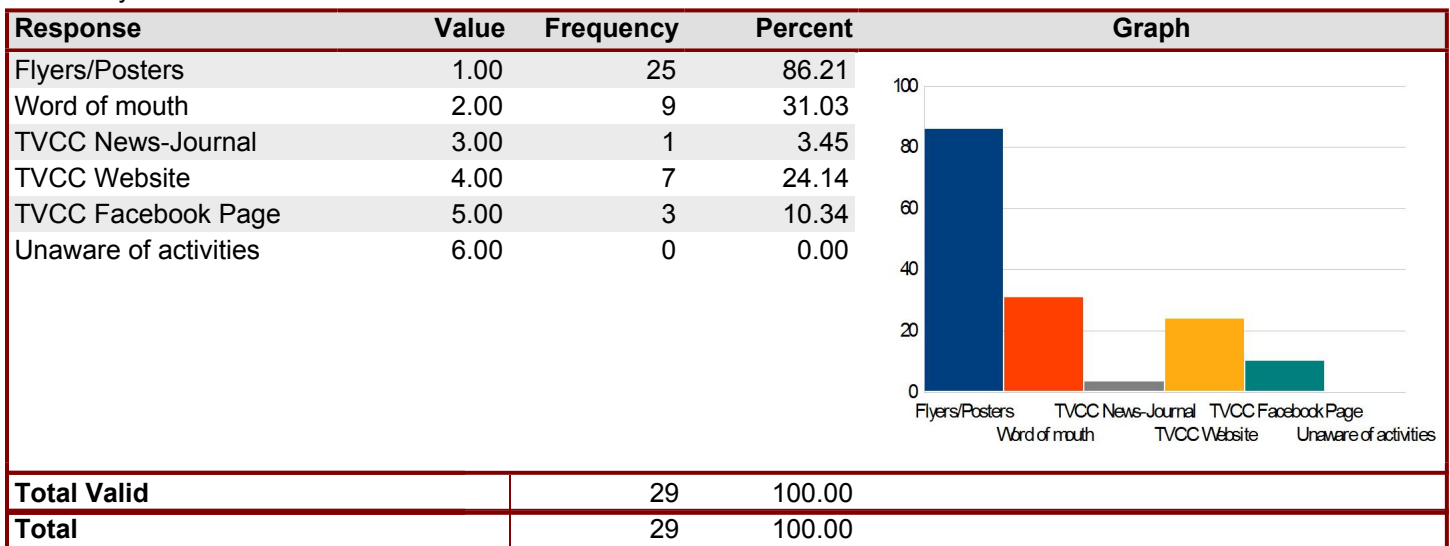 Response Value Frequency Percent Graph
Flyers/Posters 1.00 25 86.21
Word of mouth 2.00 9 31.03
TVCC News-Journal 3.00 1 3.45
TVCC Website 4.00 7 24.14
TVCC Facebook Page 5.00 3 10.34
Unaware of activities 6.00 0 0.00
100
80
60
40
20
0
Flyers/Posters TVCC News-Journal TVCC Facebook Page
Word of mouth TVCC Website Unaware of activities
Total Valid 29 100.00
Total 29 100.00